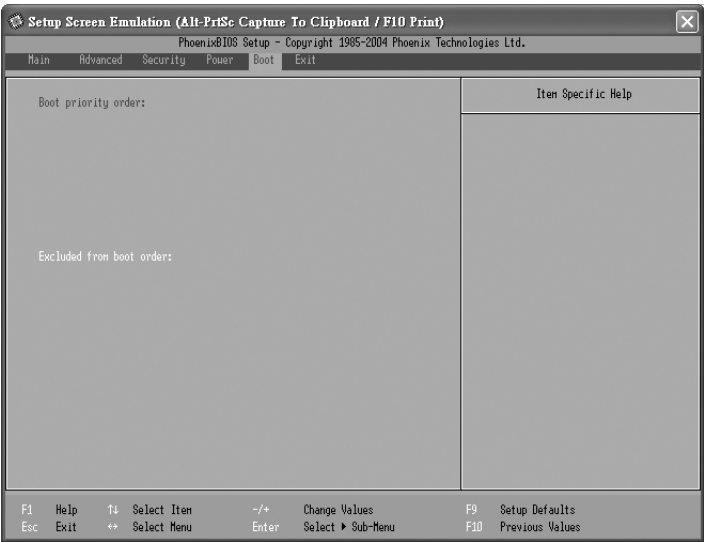 Setup Screen Emulation (Alt-PrtSc Capture To Clipboard / F10 Print)
PhoenixBIOS Setup - Copyright 1985-2004 Phoenix Technologies Ltd.
Main Advanced Security Power Boot Exit
Item Specific Help
Boot priority order:
Excluded from boot order:
F1 Help ↑↓ Select Item -/+ Change Values F9 Setup Defaults
Esc Exit ↔ Select Menu Enter Select ▶ Sub-Menu F10 Previous Values